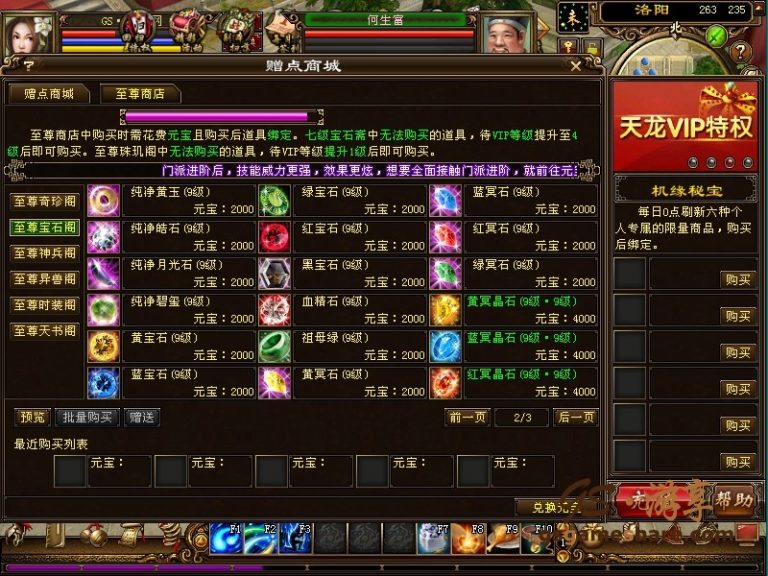 GS
何生富
洛阳 263 235
北
赠点商城
赠点商城 至尊商店
至尊商店中购买时需花费元宝且购买后道具绑定。七级宝石斋中无法购买的道具，待VIP等级提升至4
级后即可购买。至尊珠玑阁中无法购买的道具，待VIP等级提升1级后即可购买。
门派进阶后，技能威力更强，效果更炫，想要全面接触门派进阶，就前往元
至尊奇珍阁
至尊宝石阁
至尊神兵阁
至尊异兽阁
至尊时装阁
至尊天书阁
纯净黄玉(9级) 绿宝石(9级) 蓝冥石(9级)
元宝：2000 元宝：2000 元宝：2000
纯净皓石(9级) 红宝石(9级) 红冥石(9级)
元宝：2000 元宝：2000 元宝：2000
纯净月光石(9级) 黑宝石(9级) 绿冥石(9级)
元宝：2000 元宝：2000 元宝：2000
纯净碧玺(9级) 血精石(9级) 黄冥晶石(9级·9级)
元宝：2000 元宝：2000 元宝：4000
黄宝石(9级) 祖母绿(9级) 蓝冥晶石(9级·9级)
元宝：2000 元宝：2000 元宝：4000
蓝宝石(9级) 黄冥石(9级) 红冥晶石(9级·9级)
元宝：2000 元宝：2000 元宝：4000
预览 批量购买 赠送 前一页 2/3 后一页
最近购买列表
元宝： 元宝： 元宝： 元宝： 元宝：
天龙VIP特权
机缘秘宝
每日0点刷新六种个
人专属的限量商品，购买
后绑定。
购买
购买
购买
购买
购买
购买
帮助
游享
F1 F2 F3 F7 F8 F9 F10